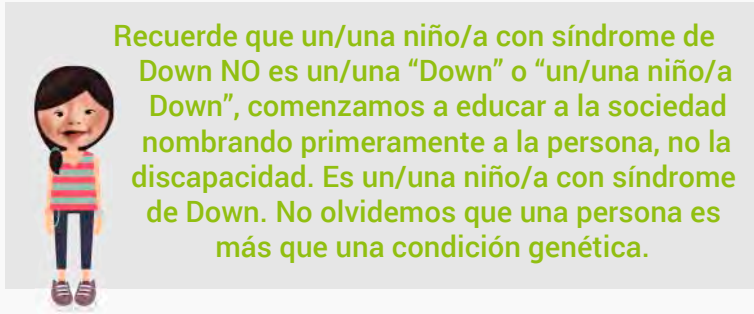 Recuerde que un/una niño/a con síndrome de
Down NO es un/una “Down” o “un/una niño/a
Down”, comenzamos a educar a la sociedad
nombrando primeramente a la persona, no la
discapacidad. Es un/una niño/a con síndrome
de Down. No olvidemos que una persona es
más que una condición genética.